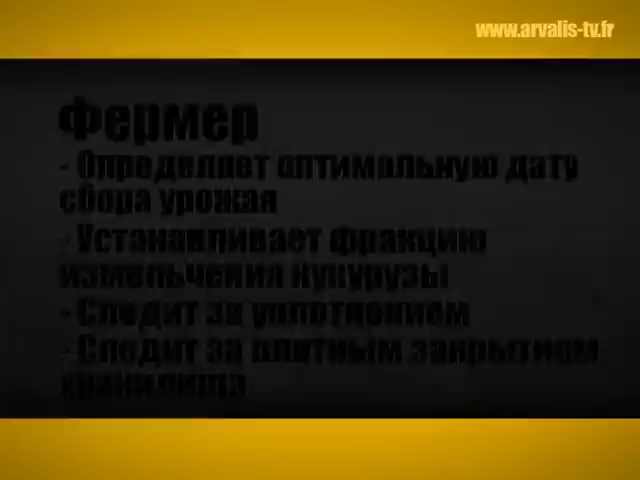 www.arvalis-tv.fr
Фермер
- Определяет оптимальную дату
сбора урожая
- Устанавливает фракцию
измельчения кукурузы
- Следит за уплотнением
- Следит за плотным закрытием
хранилища